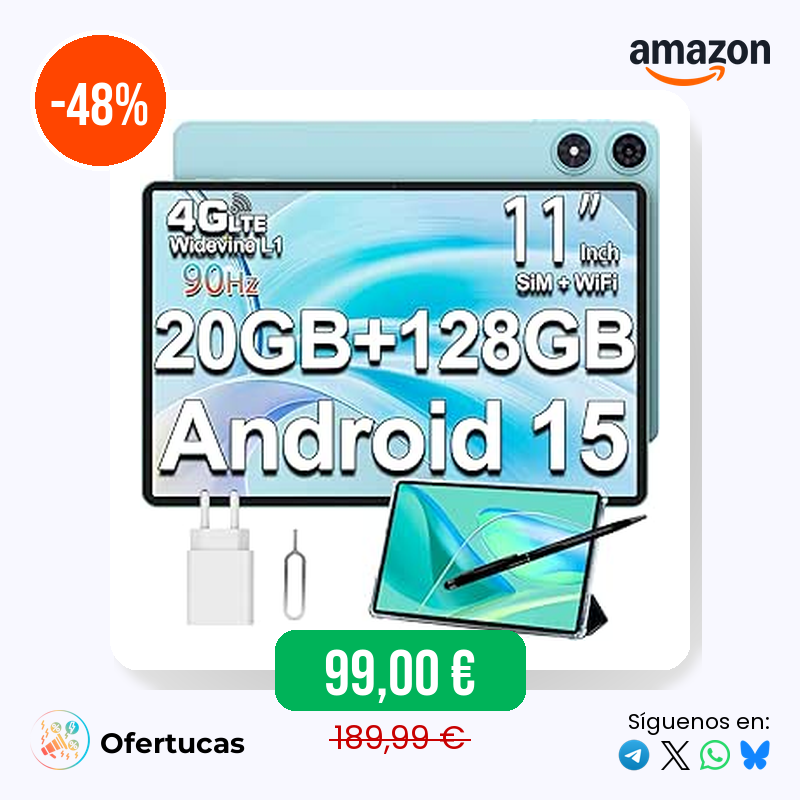 -48%
amazon
4G LTE
Widevine L1
90Hz
11" Inch
SiM + WiFi
20GB+128GB
Android 15
99,00 €
189,99 €
Ofertucas
Síguenos en: